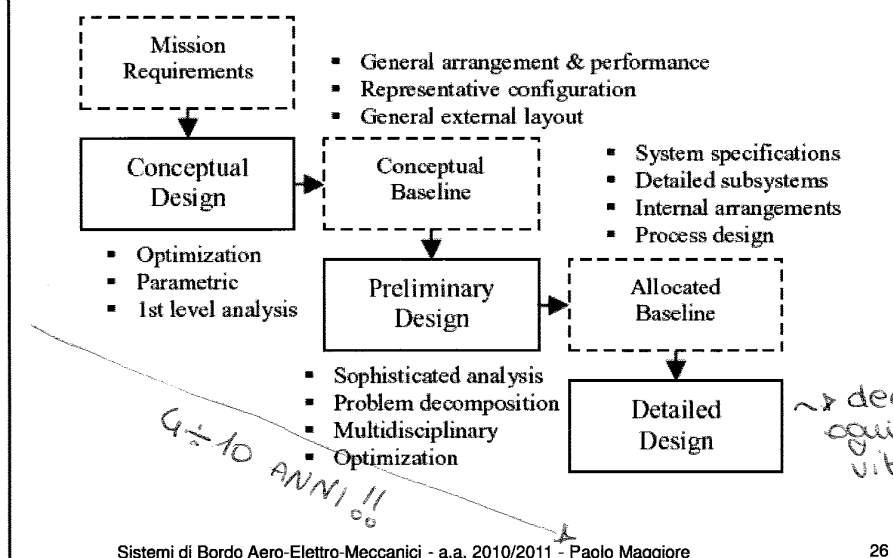 Mission
Requirements
▪ General arrangement & performance
▪ Representative configuration
▪ General external layout
Conceptual
Design
Conceptual
Baseline
▪ System specifications
▪ Detailed subsystems
▪ Internal arrangements
▪ Process design
▪ Optimization
▪ Parametric
▪ 1st level analysis
Preliminary
Design
Allocated
Baseline
▪ Sophisticated analysis
▪ Problem decomposition
▪ Multidisciplinary
▪ Optimization
Detailed
Design
4÷10 ANNI!!
Sistemi di Bordo Aero-Elettro-Meccanici - a.a. 2010/2011 - Paolo Maggiore
26